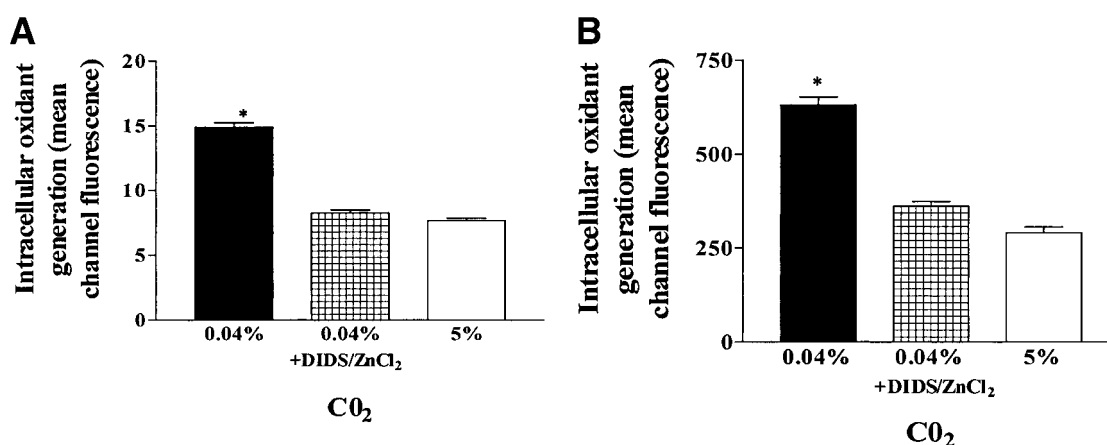 A
Intracellular oxidant
generation (mean
channel fluorescence)
20
15
10
5
0
*
0.04%
0.04%
5%
+DIDS/ZnCl₂
C0₂
B
Intracellular oxidant
generation (mean
channel fluorescence)
750
500
250
0
*
0.04%
0.04%
5%
+DIDS/ZnCl₂
C0₂